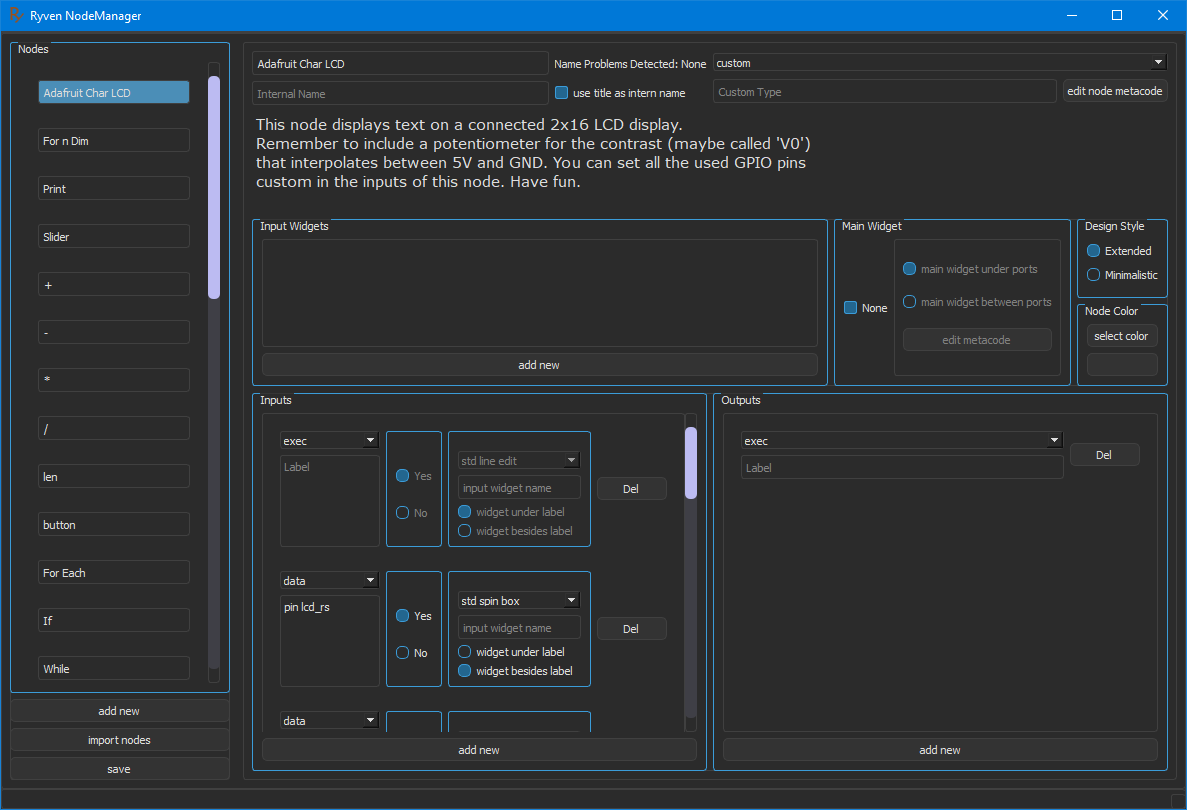 Ryven NodeManager
Nodes
Adafruit Char LCD
For n Dim
Print
Slider
+
-
*
/
len
button
For Each
If
While
add new
import nodes
save
Adafruit Char LCD
Name Problems Detected: None
custom
Internal Name
use title as intern name
Custom Type
edit node metacode
This node displays text on a connected 2x16 LCD display.
Remember to include a potentiometer for the contrast (maybe called 'V0')
that interpolates between 5V and GND. You can set all the used GPIO pins
custom in the inputs of this node. Have fun.
Input Widgets
add new
Main Widget
None
main widget under ports
main widget between ports
edit metacode
Design Style
Extended
Minimalistic
Node Color
select color
Inputs
exec
Label
Yes
No
std line edit
input widget name
widget under label
widget besides label
Del
data
pin lcd_rs
Yes
No
std spin box
input widget name
widget under label
widget besides label
Del
data
add new
Outputs
exec
Label
Del
add new